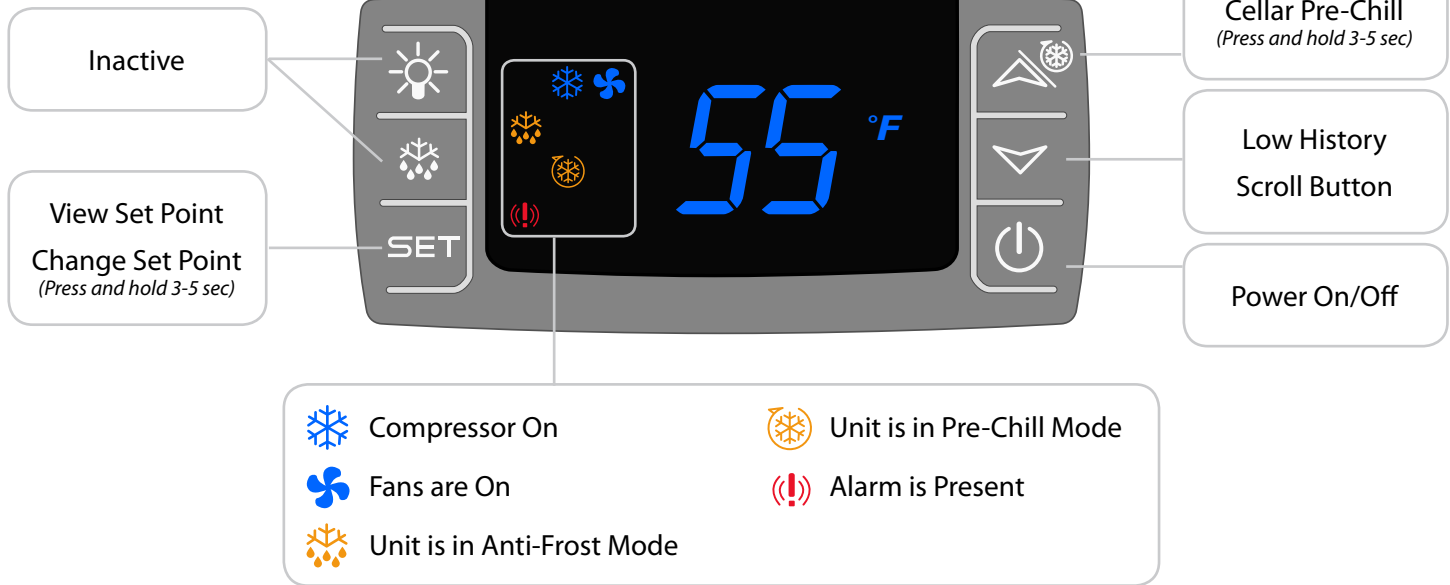 Cellar Pre-Chill
(Press and hold 3-5 sec)
Inactive
55 °F
Low History
Scroll Button
View Set Point
Change Set Point
(Press and hold 3-5 sec)
SET
Power On/Off
Compressor On
Unit is in Pre-Chill Mode
Fans are On
Alarm is Present
Unit is in Anti-Frost Mode